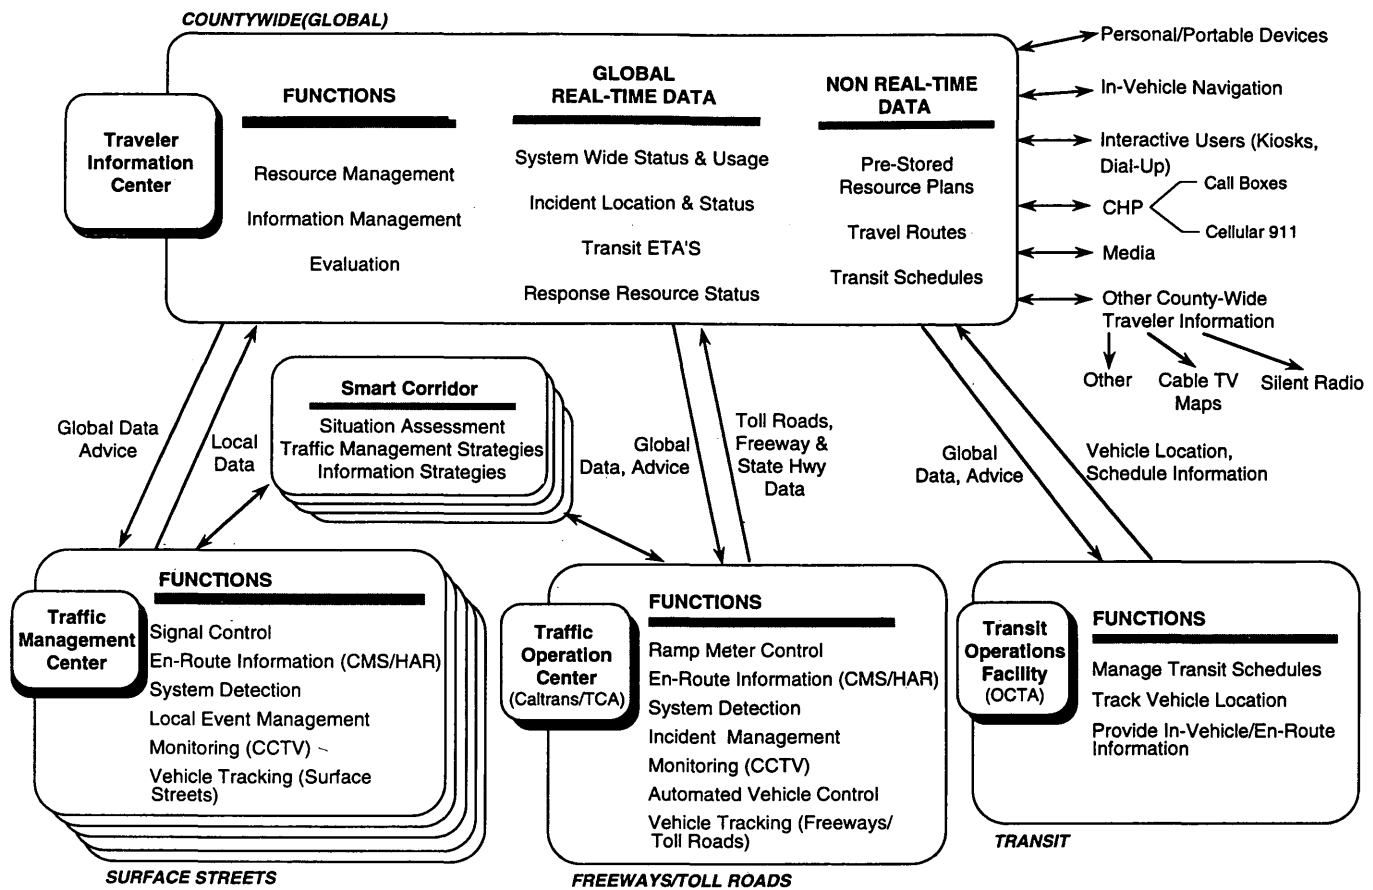 COUNTYWIDE(GLOBAL)
Traveler
Information
Center
FUNCTIONS
Resource Management
Information Management
Evaluation
GLOBAL
REAL-TIME DATA
System Wide Status & Usage
Incident Location & Status
Transit ETA'S
Response Resource Status
NON REAL-TIME
DATA
Pre-Stored
Resource Plans
Travel Routes
Transit Schedules
Personal/Portable Devices
In-Vehicle Navigation
Interactive Users (Kiosks,
Dial-Up)
CHP
Call Boxes
Cellular 911
Media
Other County-Wide
Traveler Information
Other
Cable TV
Maps
Silent Radio
Global Data
Advice
Local
Data
Smart Corridor
Situation Assessment
Traffic Management Strategies
Information Strategies
Global
Data, Advice
Toll Roads,
Freeway &
State Hwy
Data
Global
Data, Advice
Vehicle Location,
Schedule Information
Traffic
Management
Center
FUNCTIONS
Signal Control
En-Route Information (CMS/HAR)
System Detection
Local Event Management
Monitoring (CCTV)
Vehicle Tracking (Surface
Streets)
SURFACE STREETS
Traffic
Operation
Center
(Caltrans/TCA)
FUNCTIONS
Ramp Meter Control
En-Route Information (CMS/HAR)
System Detection
Incident Management
Monitoring (CCTV)
Automated Vehicle Control
Vehicle Tracking (Freeways/
Toll Roads)
FREEWAYS/TOLL ROADS
Transit
Operations
Facility
(OCTA)
FUNCTIONS
Manage Transit Schedules
Track Vehicle Location
Provide In-Vehicle/En-Route
Information
TRANSIT